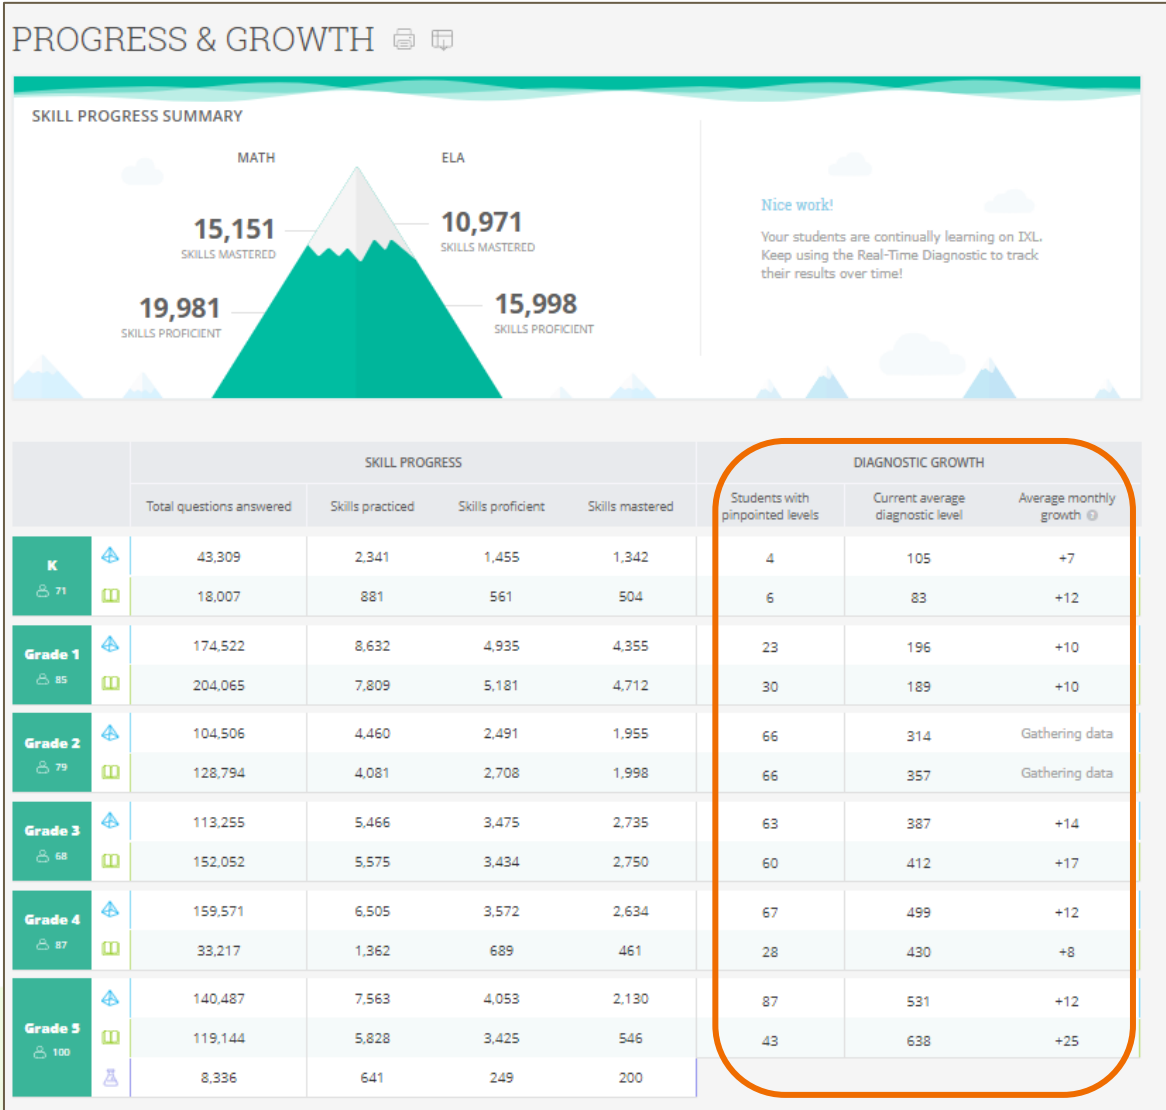 PROGRESS & GROWTH
SKILL PROGRESS SUMMARY
MATH ELA
15,151 10,971
SKILLS MASTERED SKILLS MASTERED
19,981 15,998
SKILLS PROFICIENT SKILLS PROFICIENT
Nice work!
Your students are continually learning on IXL.
Keep using the Real-Time Diagnostic to track
their results over time!
SKILL PROGRESS DIAGNOSTIC GROWTH
Total questions answered Skills practiced Skills proficient Skills mastered Students with pinpointed levels Current average diagnostic level Average monthly growth ?
K 71
43,309 2,341 1,455 1,342 4 105 +7
18,007 881 561 504 6 83 +12
Grade 1 85
174,522 8,632 4,935 4,355 23 196 +10
204,065 7,809 5,181 4,712 30 189 +10
Grade 2 79
104,506 4,460 2,491 1,955 66 314 Gathering data
128,794 4,081 2,708 1,998 66 357 Gathering data
Grade 3 68
113,255 5,466 3,475 2,735 63 387 +14
152,052 5,575 3,434 2,750 60 412 +17
Grade 4 87
159,571 6,505 3,572 2,634 67 499 +12
33,217 1,362 689 461 28 430 +8
Grade 5 100
140,487 7,563 4,053 2,130 87 531 +12
119,144 5,828 3,425 546 43 638 +25
8,336 641 249 200